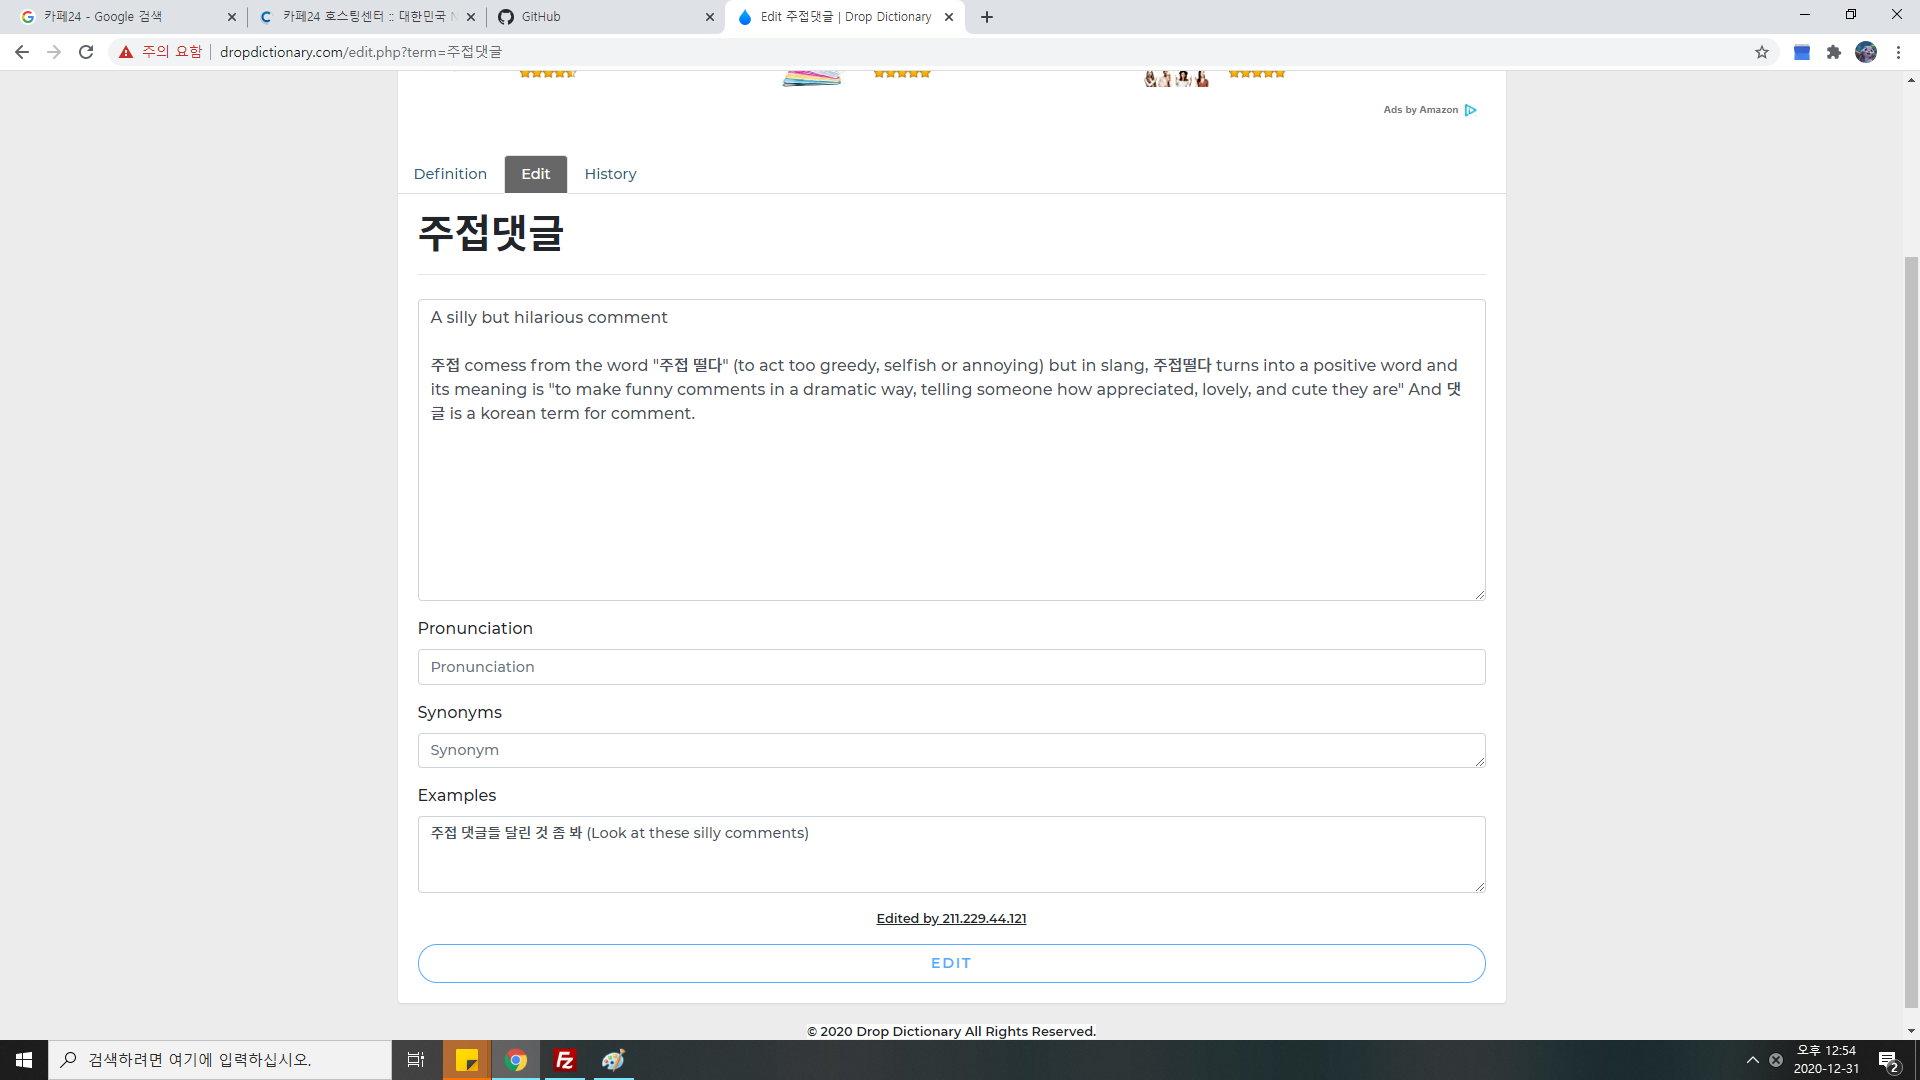 카페24 - Google 검색
카페24 호스팅센터 :: 대한민국 N
GitHub
Edit 주접댓글 | Drop Dictionary
주의 요함
dropdictionary.com/edit.php?term=주접댓글
Ads by Amazon
Definition
Edit
History
주접댓글
A silly but hilarious comment
주접 comess from the word "주접 떨다" (to act too greedy, selfish or annoying) but in slang, 주접떨다 turns into a positive word and
its meaning is "to make funny comments in a dramatic way, telling someone how appreciated, lovely, and cute they are" And 댓
글 is a korean term for comment.
Pronunciation
Pronunciation
Synonyms
Synonym
Examples
주접 댓글들 달린 것 좀 봐 (Look at these silly comments)
Edited by 211.229.44.121
EDIT
© 2020 Drop Dictionary All Rights Reserved.
검색하려면 여기에 입력하십시오.
오후 12:54
2020-12-31
2